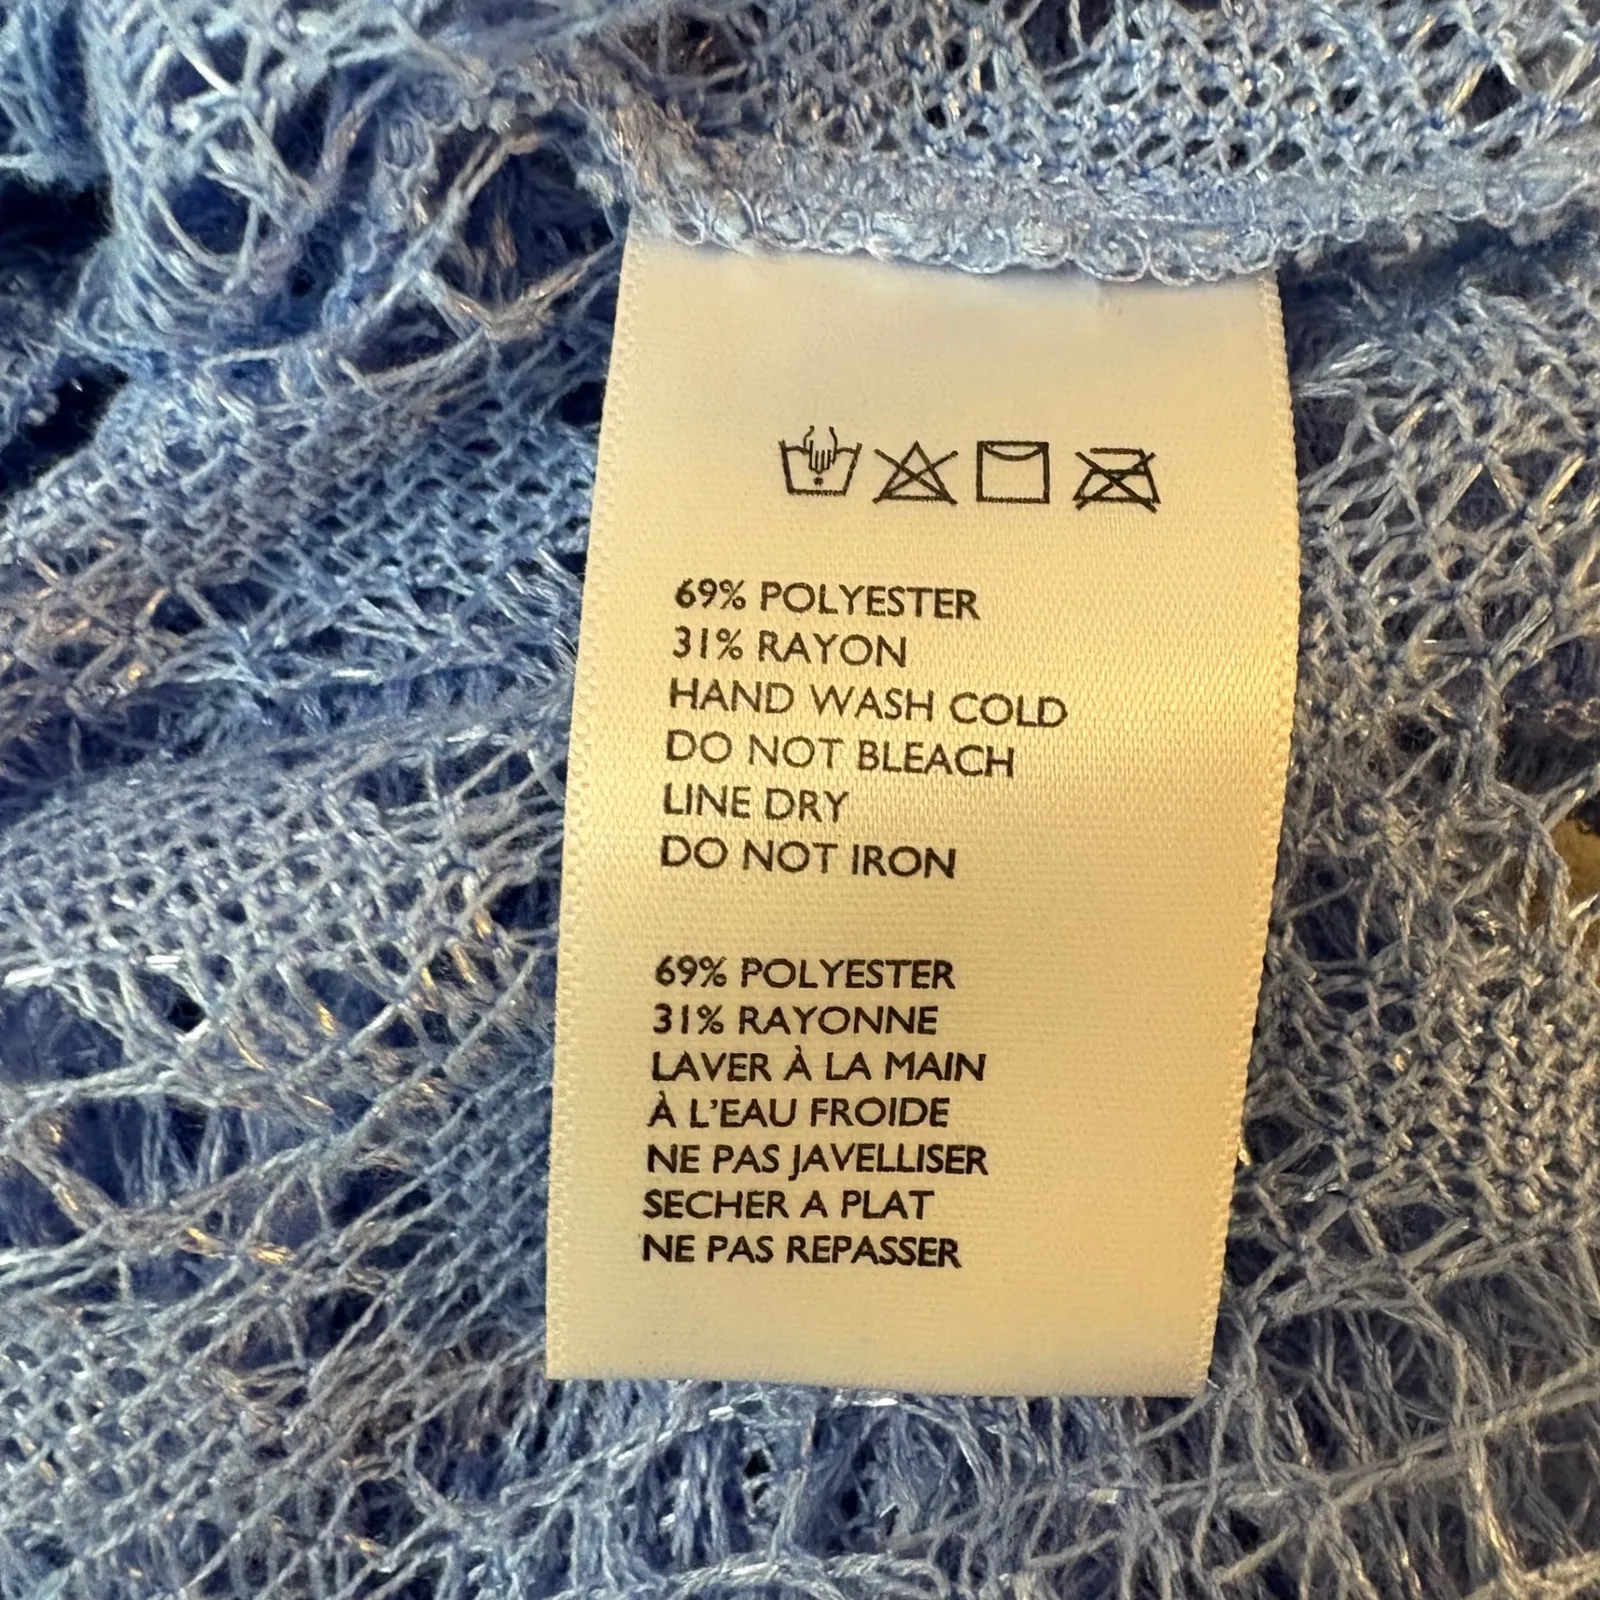 69% POLYESTER
31% RAYON
HAND WASH COLD
DO NOT BLEACH
LINE DRY
DO NOT IRON
69% POLYESTER
31% RAYONNE
LAVER À LA MAIN
À L'EAU FROIDE
NE PAS JAVELLISER
SECHER A PLAT
NE PAS REPASSER